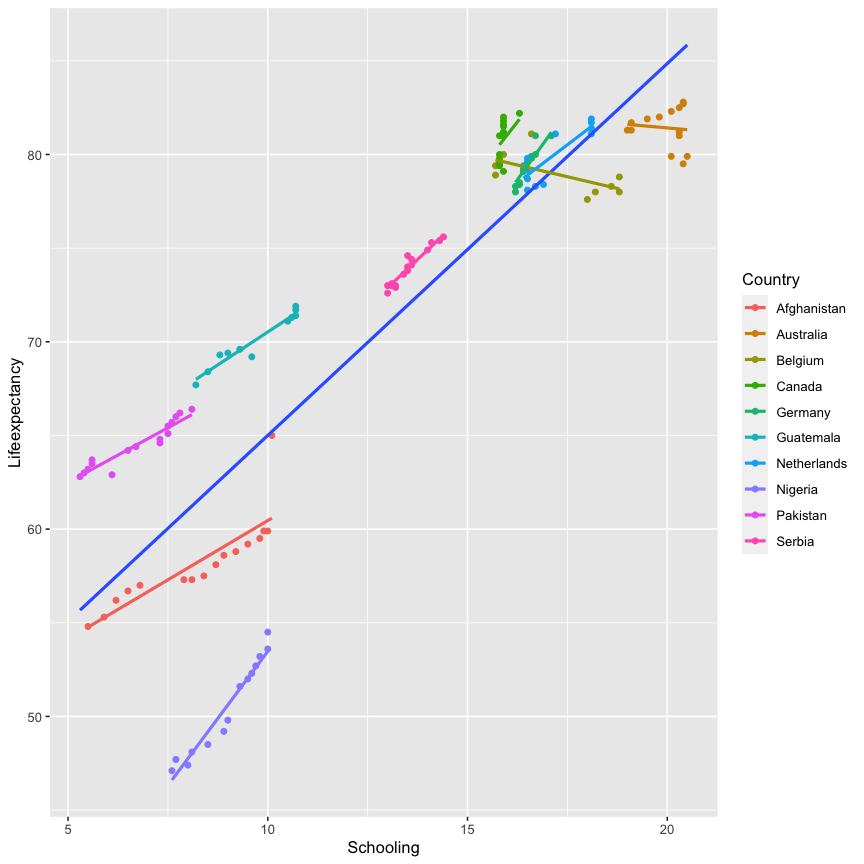 80
70
60
50
5 10 15 20
Schooling
Lifeexpectancy
Country
Afghanistan
Australia
Belgium
Canada
Germany
Guatemala
Netherlands
Nigeria
Pakistan
Serbia